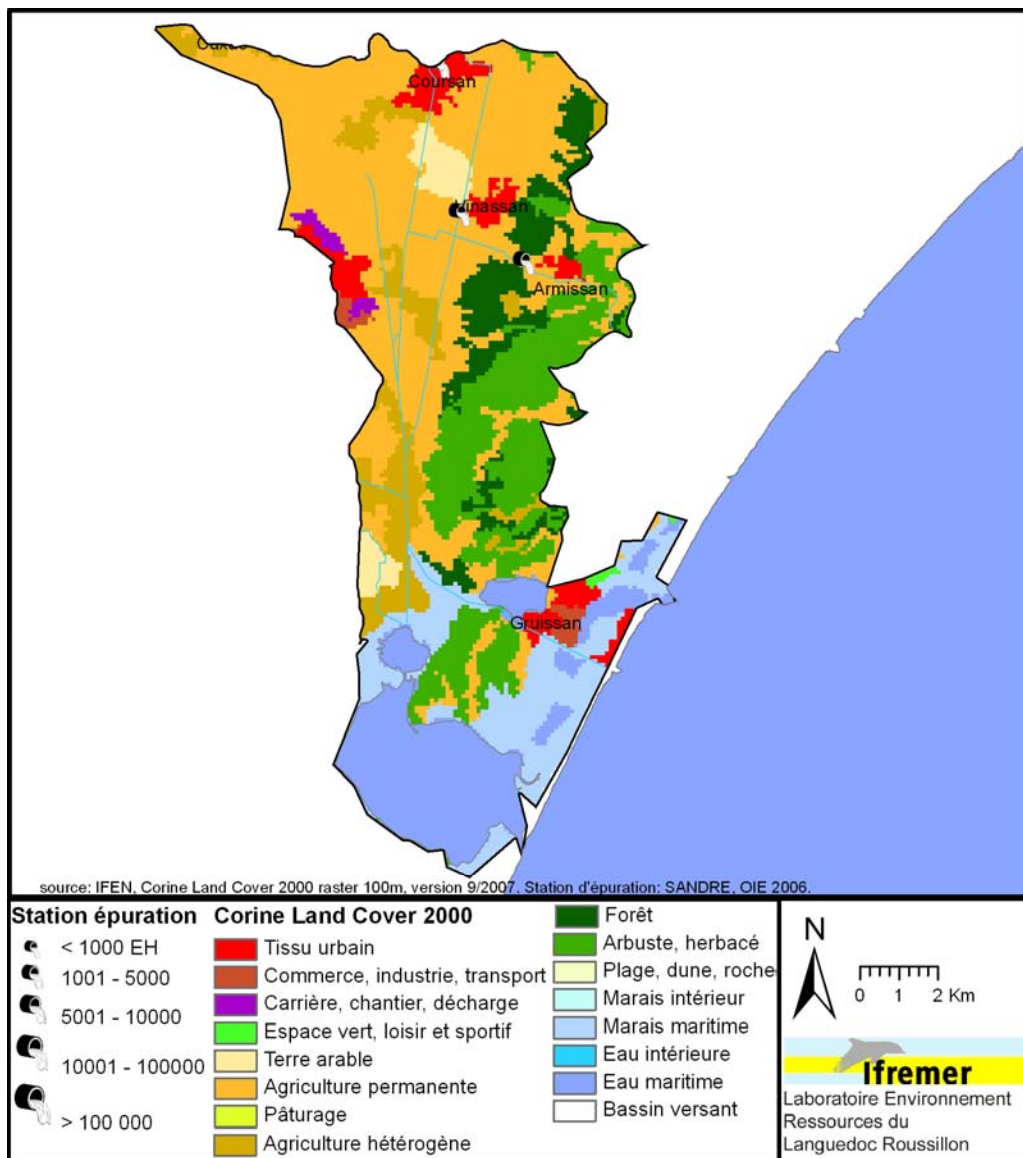 Coursan
Vinassan
Armissan
Gruissan
source: IFEN, Corine Land Cover 2000 raster 100m, version 9/2007. Station d'épuration: SANDRE, OIE 2006.
Station épuration
< 1000 EH
1001 - 5000
5001 - 10000
10001 - 100000
> 100 000
Corine Land Cover 2000
Tissu urbain
Commerce, industrie, transport
Carrière, chantier, décharge
Espace vert, loisir et sportif
Terre arable
Agriculture permanente
Pâturage
Agriculture hétérogène
Forêt
Arbuste, herbacé
Plage, dune, roche
Marais intérieur
Marais maritime
Eau intérieure
Eau maritime
Bassin versant
N
0 1 2 Km
Ifremer
Laboratoire Environnement
Ressources du
Languedoc Roussillon